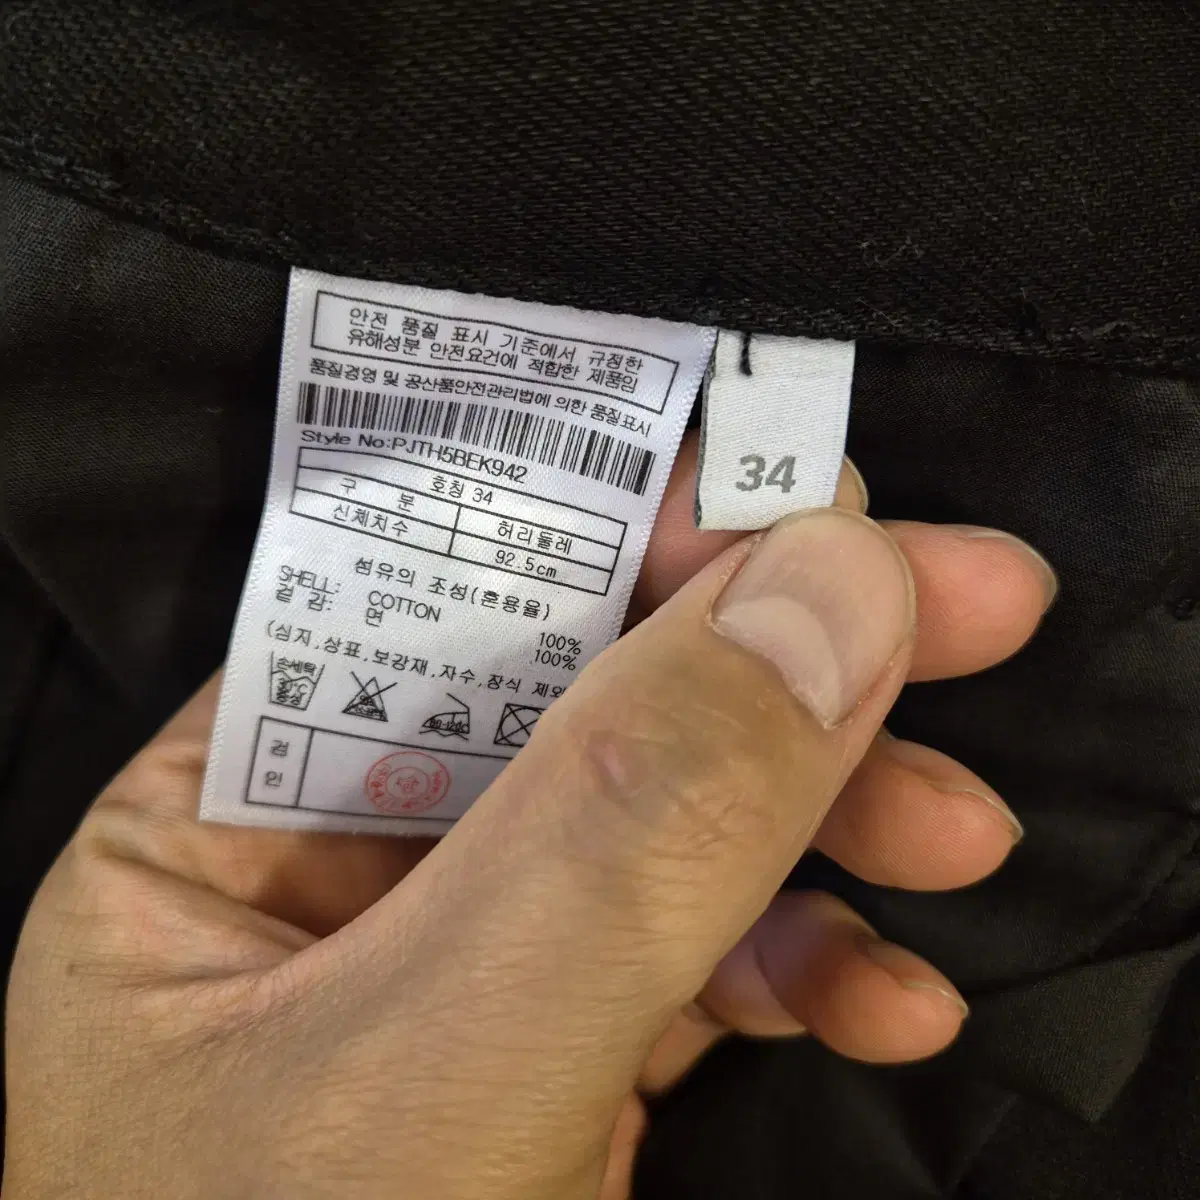 안전 품질 표시 기준에서 규정한
유해성분 안전요건에 적합한 제품임
품질경영 및 공산품안전관리법에 의한 품질표시
Style No:PJTH5BEK942
호칭 34
구 분
허리둘레
신체치수
92.5cm
섬유의 조성(혼용율)
SHELL: COTTON 100%
겉 감: 면 100%
(심지,상표,보강재,자수,장식 제외
손세탁
80-120℃
검
인
34